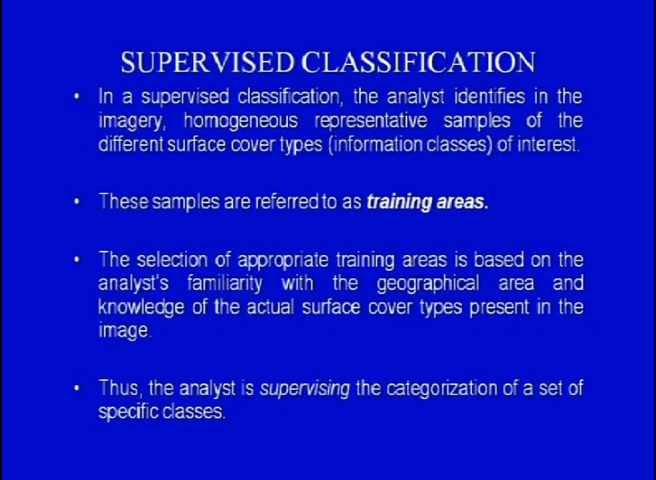 SUPERVISED CLASSIFICATION
• In a supervised classification, the analyst identifies in the
imagery, homogeneous representative samples of the
different surface cover types (information classes) of interest.
• These samples are referred to as training areas.
• The selection of appropriate training areas is based on the
analyst's familiarity with the geographical area and
knowledge of the actual surface cover types present in the
image.
• Thus, the analyst is supervising the categorization of a set of
specific classes.